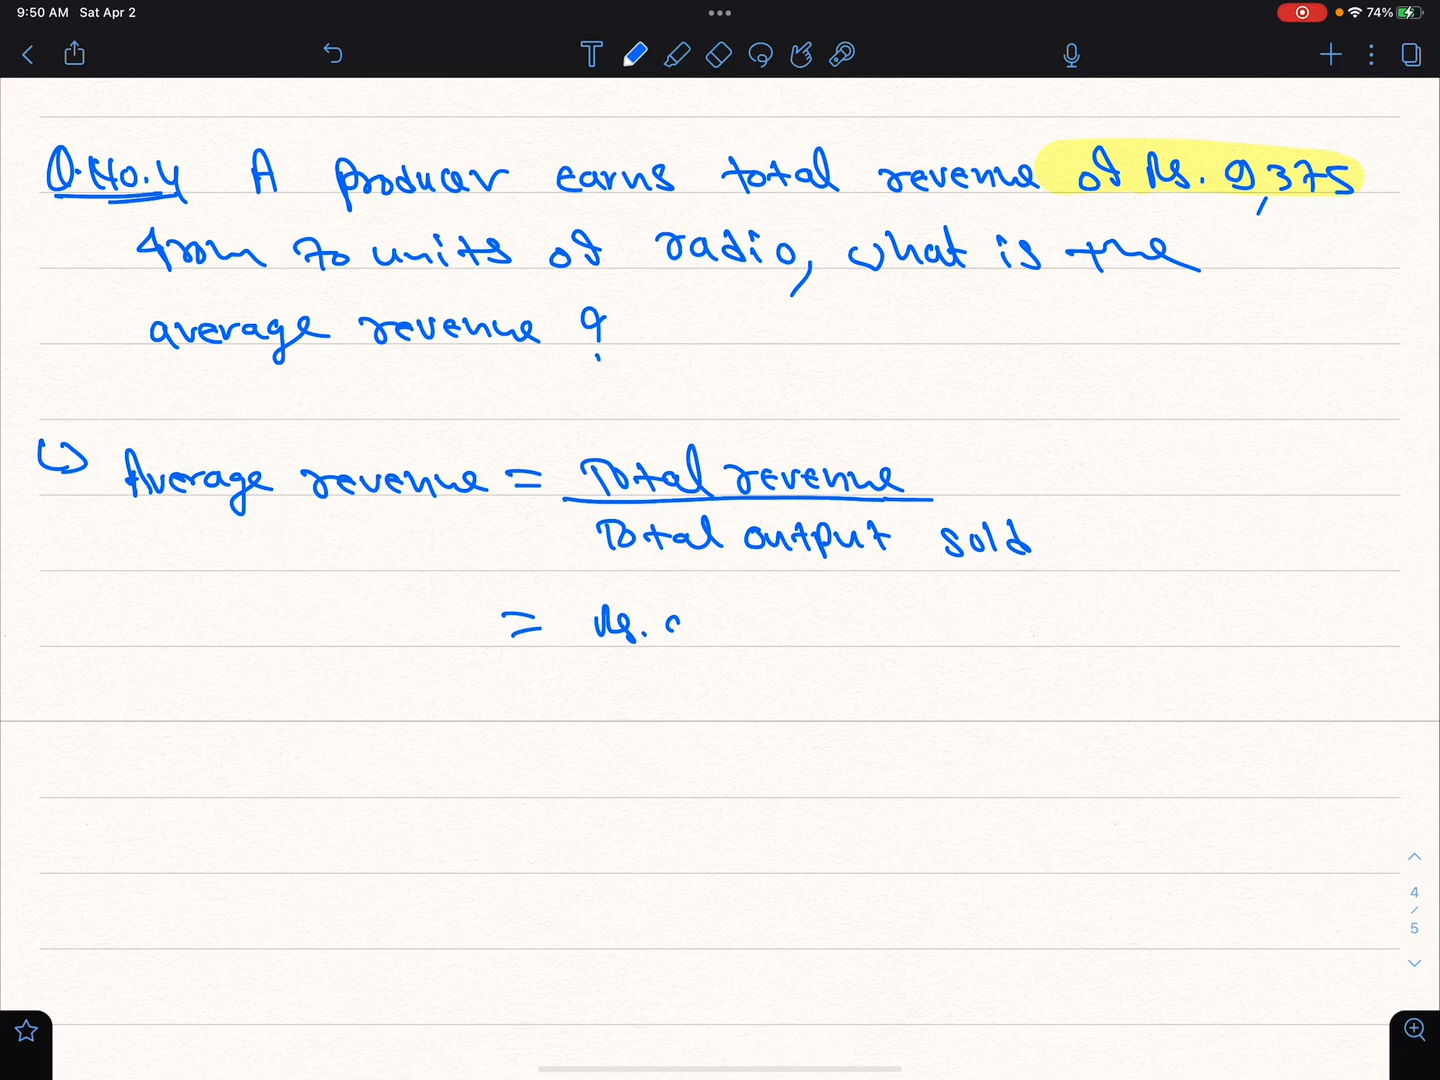 9:50 AM Sat Apr 2
74%
Q.No.4 A producer earns total revenue of Rs. 9,375
from 70 units of radio, what is the
average revenue ?
Average revenue = Total revenue
Total output sold
= Rs.
4
/
5